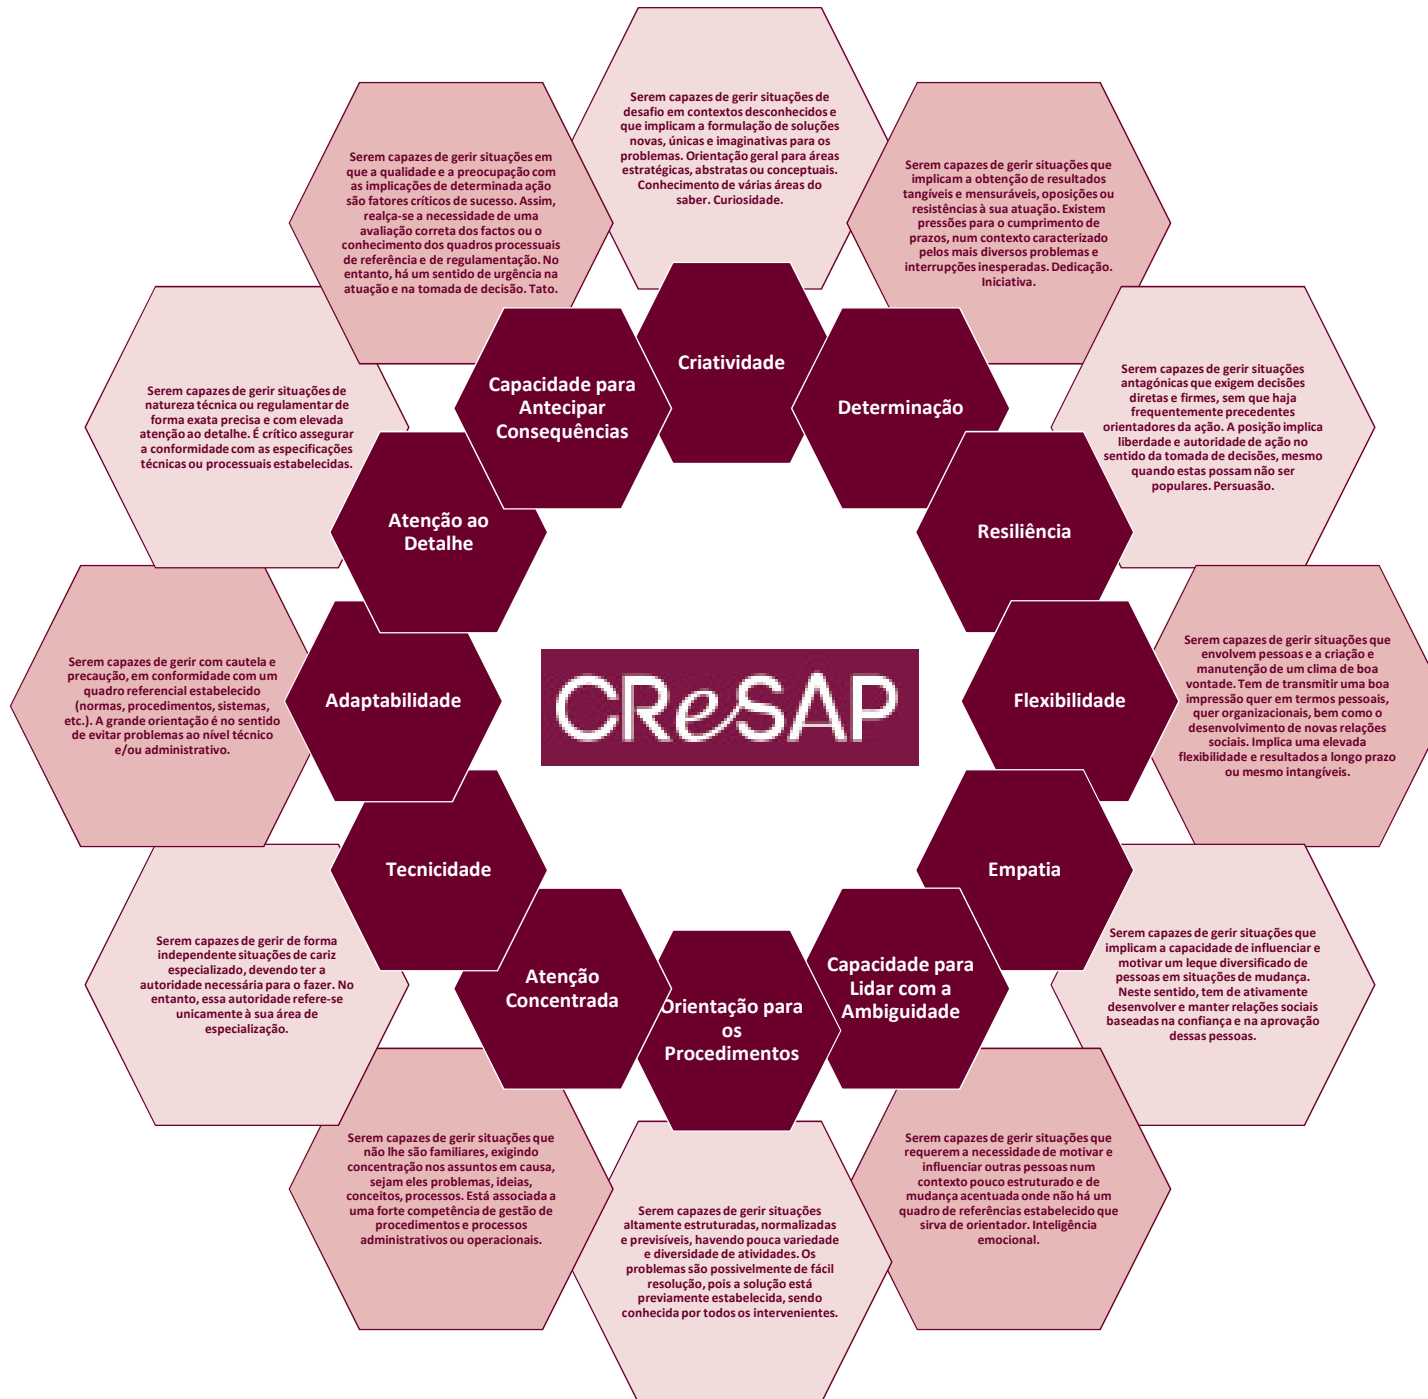 Serem capazes de gerir situações de
desafio em contextos desconhecidos e
que implicam a formulação de soluções
novas, únicas e imaginativas para os
problemas. Orientação geral para áreas
estratégicas, abstratas ou conceptuais.
Conhecimento de várias áreas do
saber. Curiosidade.
Criatividade
Serem capazes de gerir situações que
implicam a obtenção de resultados
tangíveis e mensuráveis, oposições ou
resistências à sua atuação. Existem
pressões para o cumprimento de
prazos, num contexto caracterizado
pelos mais diversos problemas e
interrupções inesperadas. Dedicação.
Iniciativa.
Determinação
Serem capazes de gerir situações
antagónicas que exigem decisões
diretas e firmes, sem que haja
frequentemente precedentes
orientadores da ação. A posição implica
liberdade e autoridade de ação no
sentido da tomada de decisões, mesmo
quando estas possam não ser
populares. Persuasão.
Resiliência
Serem capazes de gerir situações que
envolvem pessoas e a criação e
manutenção de um clima de boa
vontade. Tem de transmitir uma boa
impressão quer em termos pessoais,
quer organizacionais, bem como o
desenvolvimento de novas relações
sociais. Implica uma elevada
flexibilidade e resultados a longo prazo
ou mesmo intangíveis.
Flexibilidade
Serem capazes de gerir situações que
implicam a capacidade de influenciar e
motivar um leque diversificado de
pessoas em situações de mudança.
Neste sentido, tem de ativamente
desenvolver e manter relações sociais
baseadas na confiança e na aprovação
dessas pessoas.
Empatia
Serem capazes de gerir situações que
requerem a necessidade de motivar e
influenciar outras pessoas num
contexto pouco estruturado e de
mudança acentuada onde não há um
quadro de referências estabelecido que
sirva de orientador. Inteligência
emocional.
Capacidade para
Lidar com a
Ambiguidade
Serem capazes de gerir situações
altamente estruturadas, normalizadas
e previsíveis, havendo pouca variedade
e diversidade de atividades. Os
problemas são possivelmente de fácil
resolução, pois a solução está
previamente estabelecida, sendo
conhecida por todos os intervenientes.
Orientação para
os
Procedimentos
Serem capazes de gerir situações que
não lhe são familiares, exigindo
concentração nos assuntos em causa,
sejam eles problemas, ideias,
conceitos, processos. Está associada a
uma forte competência de gestão de
procedimentos e processos
administrativos ou operacionais.
Atenção
Concentrada
Serem capazes de gerir de forma
independente situações de cariz
especializado, devendo ter a
autoridade necessária para o fazer. No
entanto, essa autoridade refere-se
unicamente à sua área de
especialização.
Tecnicidade
Serem capazes de gerir com cautela e
precaução, em conformidade com um
quadro referencial estabelecido
(normas, procedimentos, sistemas,
etc.). A grande orientação é no sentido
de evitar problemas ao nível técnico
e/ou administrativo.
Adaptabilidade
Serem capazes de gerir situações de
natureza técnica ou regulamentar de
forma exata precisa e com elevada
atenção ao detalhe. É crítico assegurar
a conformidade com as especificações
técnicas ou processuais estabelecidas.
Atenção ao
Detalhe
Serem capazes de gerir situações em
que a qualidade e a preocupação com
as implicações de determinada ação
são fatores críticos de sucesso. Assim,
realça-se a necessidade de uma
avaliação correta dos factos ou o
conhecimento dos quadros processuais
de referência e de regulamentação. No
entanto, há um sentido de urgência na
atuação e na tomada de decisão. Tato.
Capacidade para
Antecipar
Consequências
CReSAP